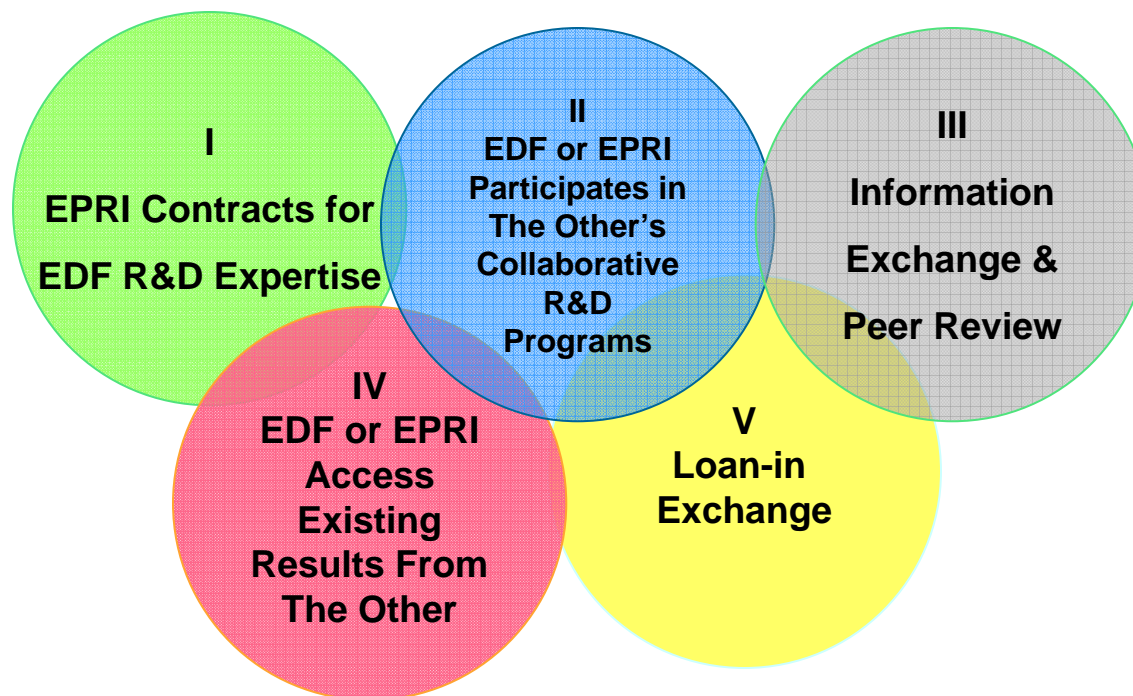 I
EPRI Contracts for
EDF R&D Expertise
II
EDF or EPRI
Participates in
The Other’s
Collaborative
R&D
Programs
III
Information
Exchange &
Peer Review
IV
EDF or EPRI
Access
Existing
Results From
The Other
V
Loan-in
Exchange